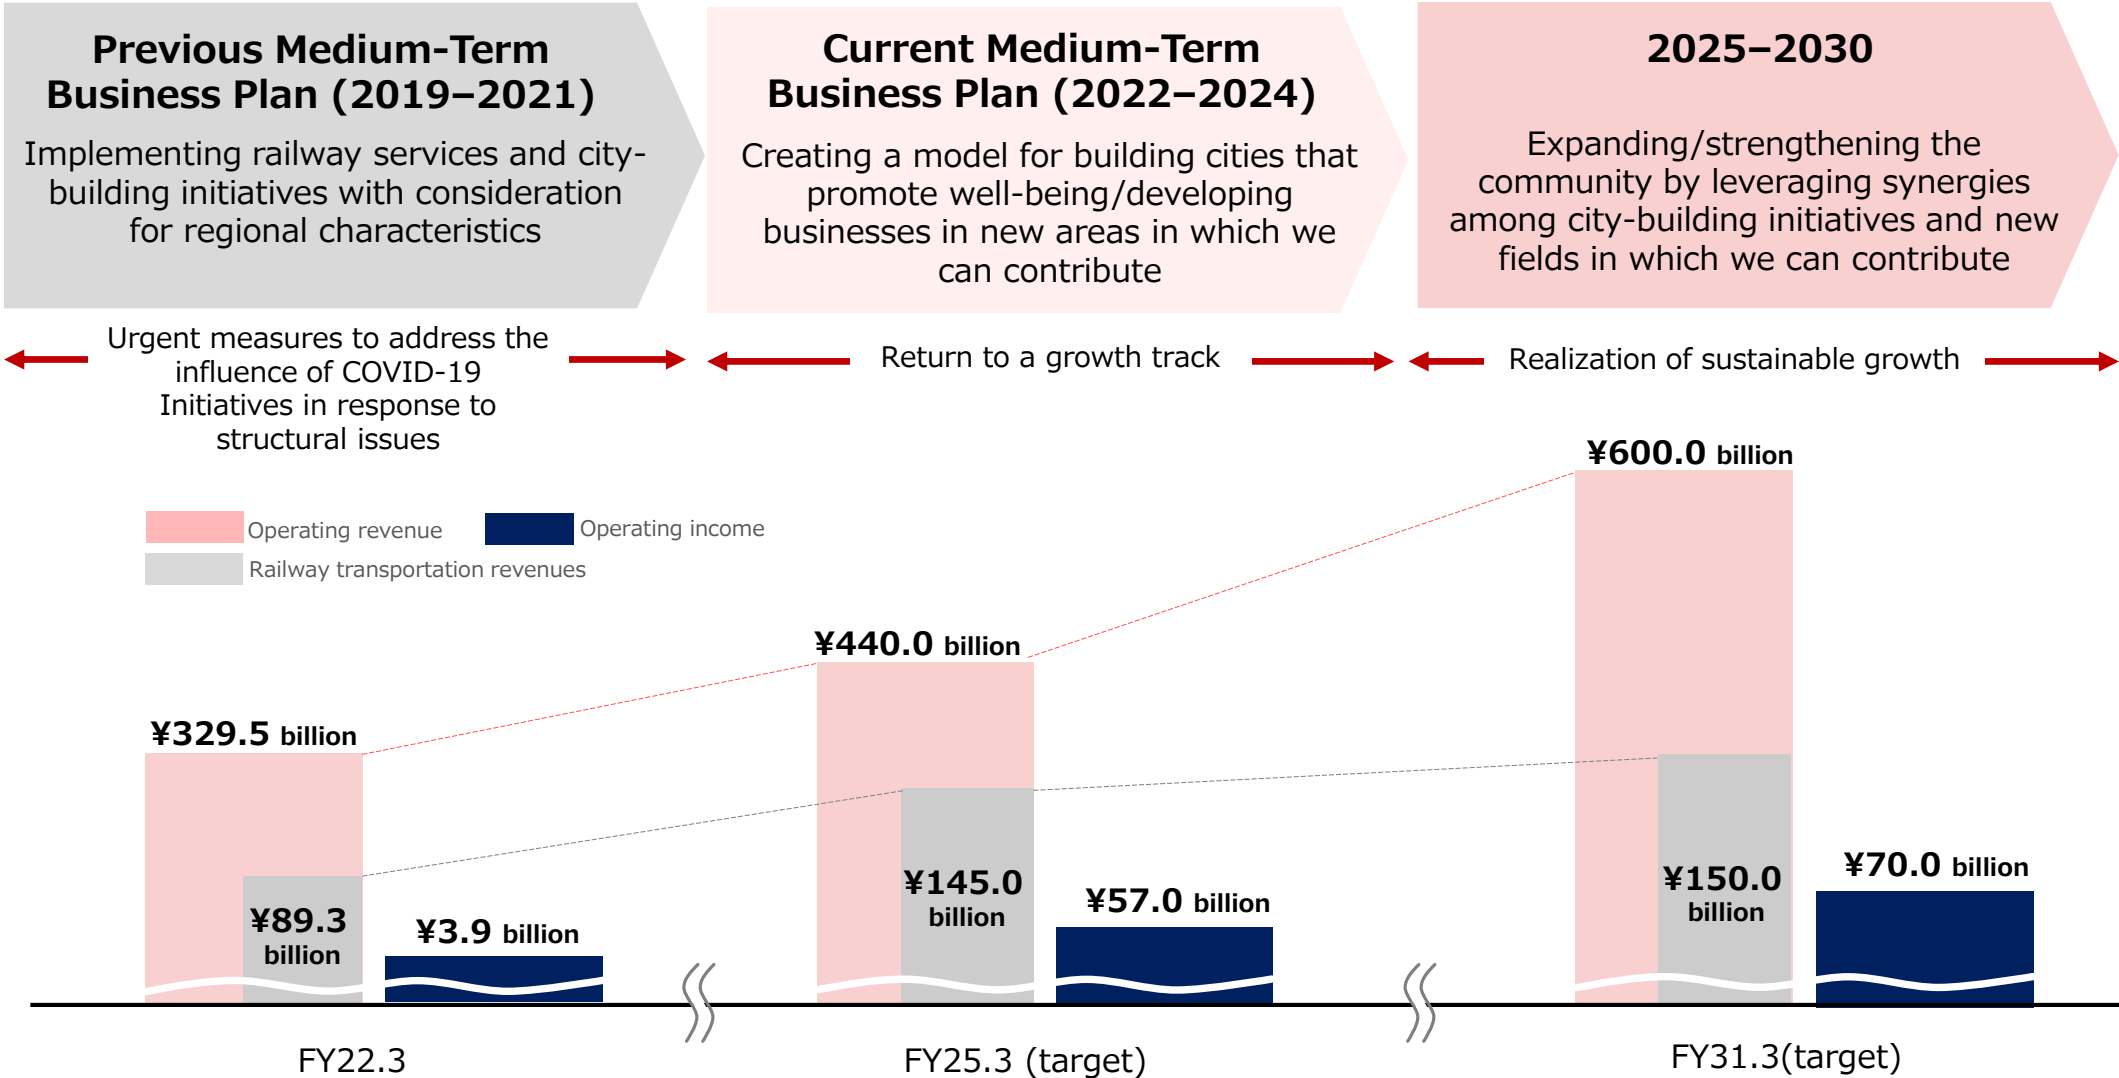 Previous Medium-Term
Business Plan (2019–2021)
Implementing railway services and city-
building initiatives with consideration
for regional characteristics
Current Medium-Term
Business Plan (2022–2024)
Creating a model for building cities that
promote well-being/developing
businesses in new areas in which we
can contribute
2025–2030
Expanding/strengthening the
community by leveraging synergies
among city-building initiatives and new
fields in which we can contribute
Urgent measures to address the
influence of COVID-19
Initiatives in response to
structural issues
Return to a growth track
Realization of sustainable growth
Operating revenue
Operating income
Railway transportation revenues
¥329.5 billion
¥89.3
billion
¥3.9 billion
¥440.0 billion
¥145.0
billion
¥57.0 billion
¥600.0 billion
¥150.0
billion
¥70.0 billion
FY22.3
FY25.3 (target)
FY31.3(target)